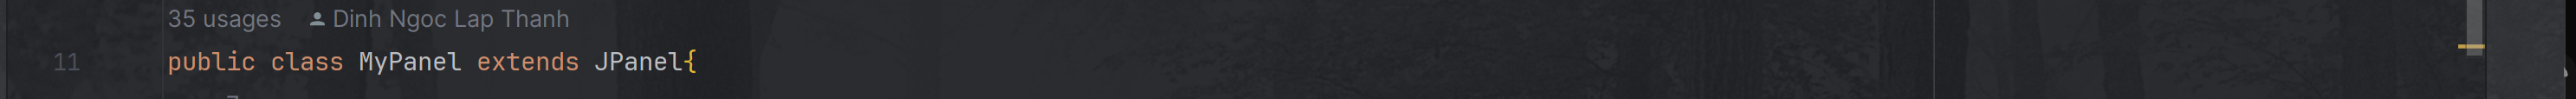 35 usages Dinh Ngoc Lap Thanh
11 public class MyPanel extends JPanel{